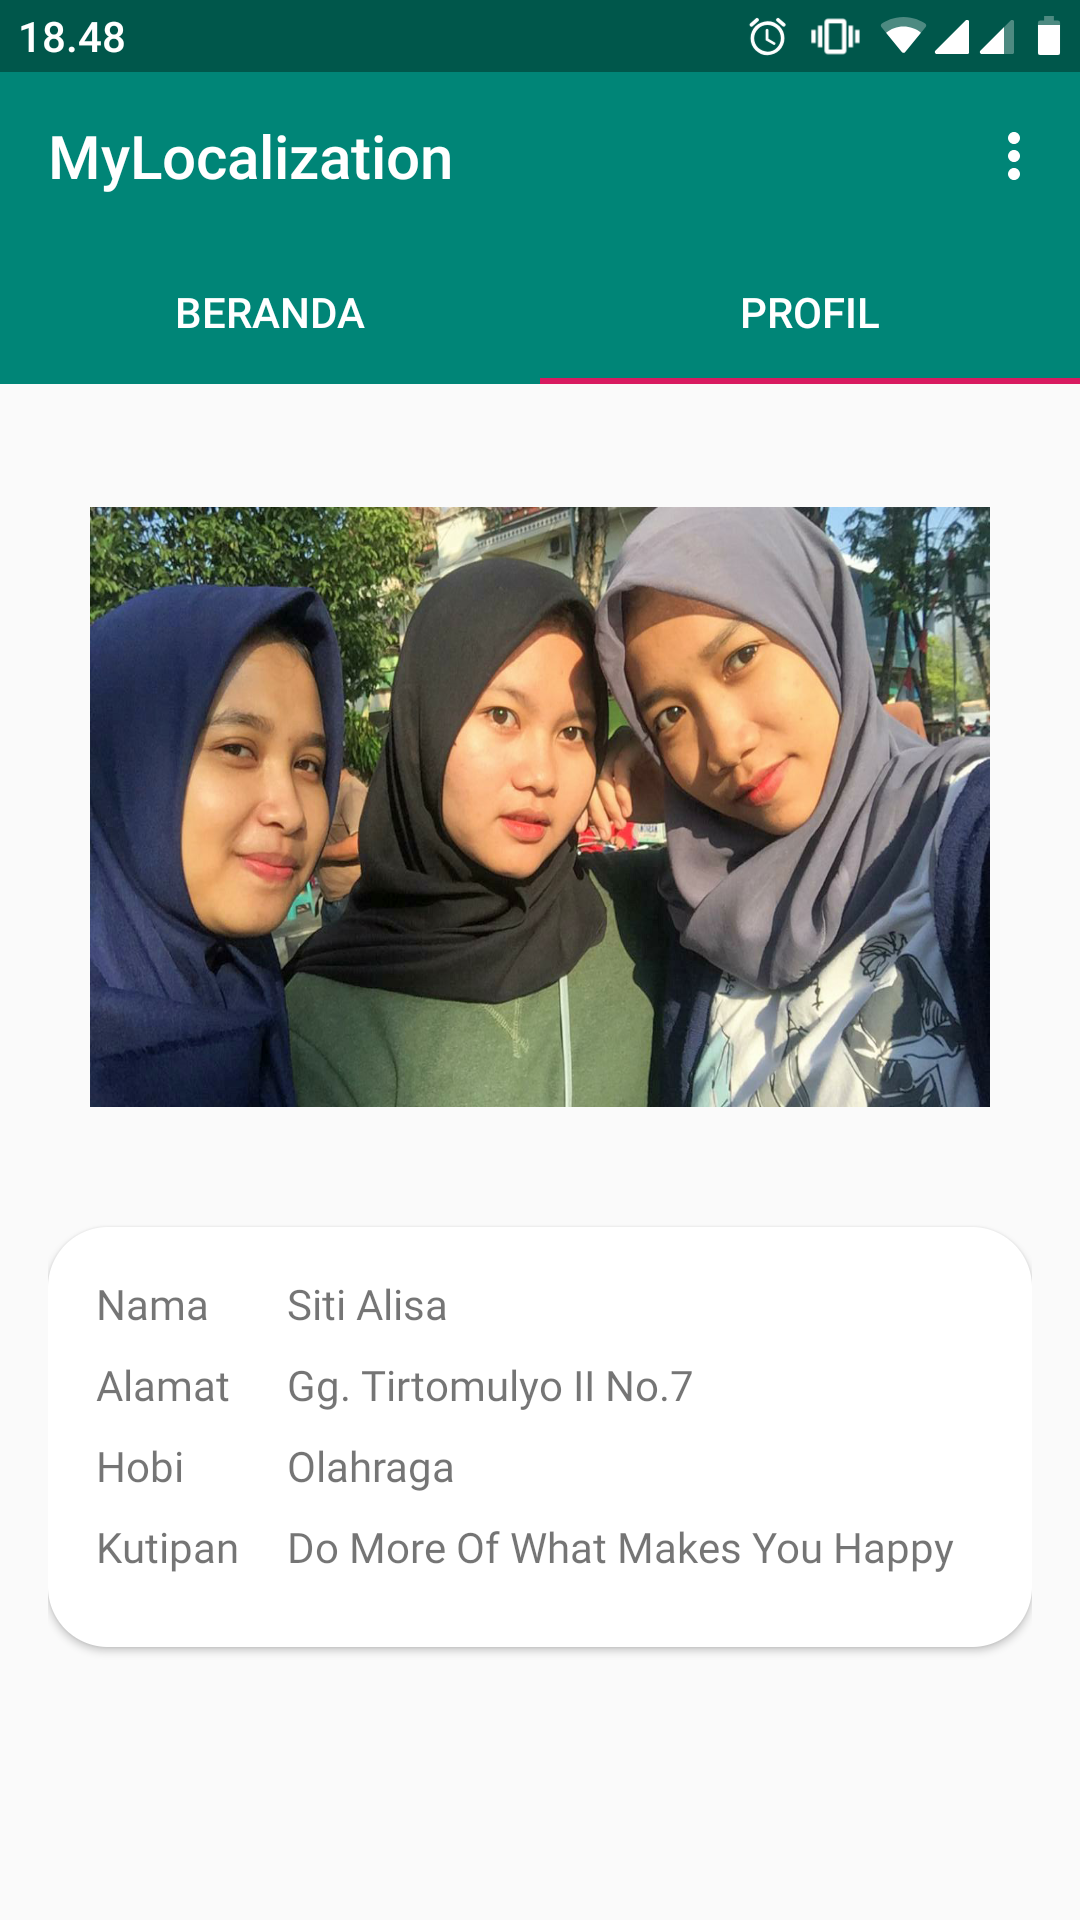 18.48
MyLocalization
BERANDA PROFIL
Nama Siti Alisa
Alamat Gg. Tirtomulyo II No.7
Hobi Olahraga
Kutipan Do More Of What Makes You Happy